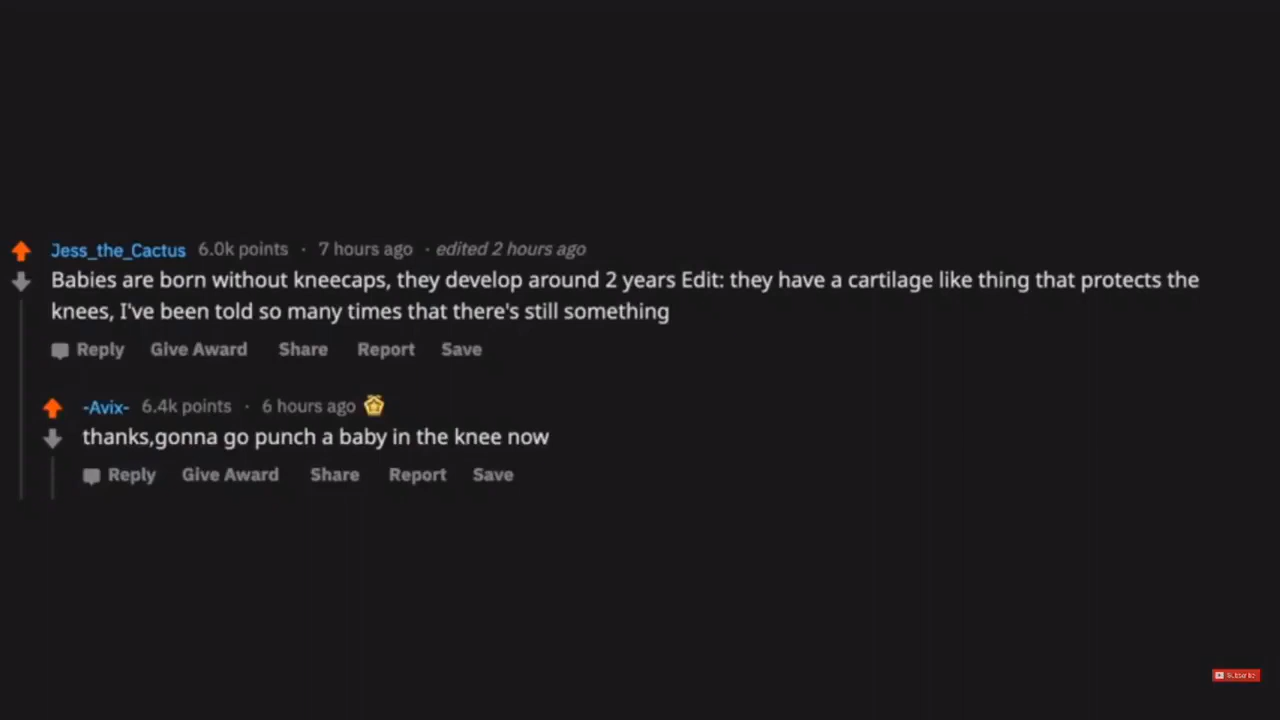 Jess_the_Cactus 6.0k points · 7 hours ago · edited 2 hours ago
Babies are born without kneecaps, they develop around 2 years Edit: they have a cartilage like thing that protects the
knees, I've been told so many times that there's still something
Reply Give Award Share Report Save
-Avix- 6.4k points · 6 hours ago
thanks,gonna go punch a baby in the knee now
Reply Give Award Share Report Save